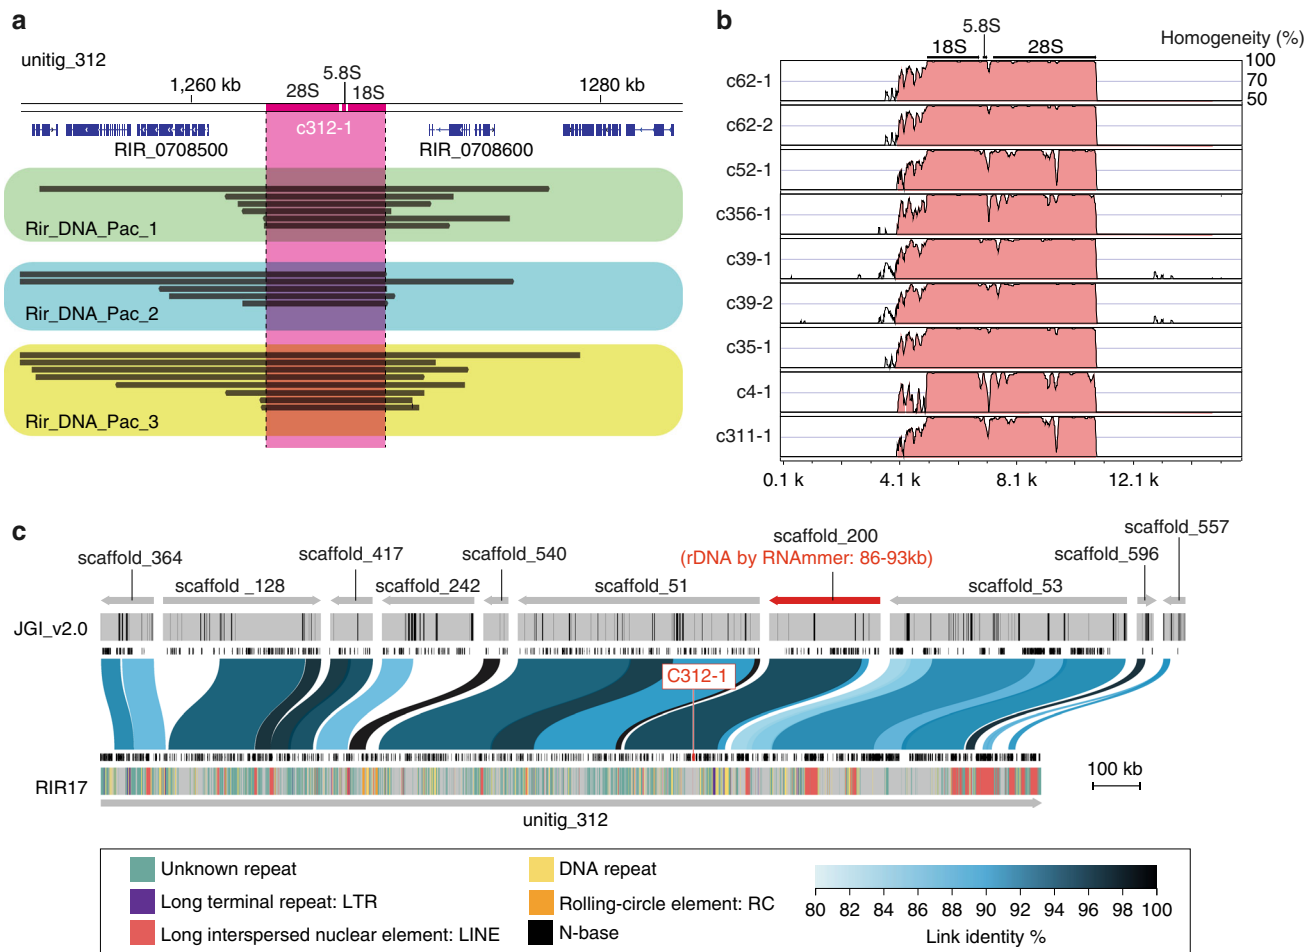 a
unitig_312
1,260 kb
5.8S
1280 kb
28S
18S
c312-1
RIR_0708500
RIR_0708600
Rir_DNA_Pac_1
Rir_DNA_Pac_2
Rir_DNA_Pac_3
b
5.8S
18S
28S
Homogeneity (%)
100
70
50
c62-1
c62-2
c52-1
c356-1
c39-1
c39-2
c35-1
c4-1
c311-1
0.1 k 4.1 k 8.1 k 12.1 k
c
scaffold_364
scaffold _128
scaffold_417
scaffold_242
scaffold_540
scaffold_51
scaffold_200
(rDNA by RNAmmer: 86-93kb)
scaffold_53
scaffold_596
scaffold_557
JGI_v2.0
C312-1
RIR17
100 kb
unitig_312
Unknown repeat
Long terminal repeat: LTR
Long interspersed nuclear element: LINE
DNA repeat
Rolling-circle element: RC
N-base
80 82 84 86 88 90 92 94 96 98 100
Link identity %